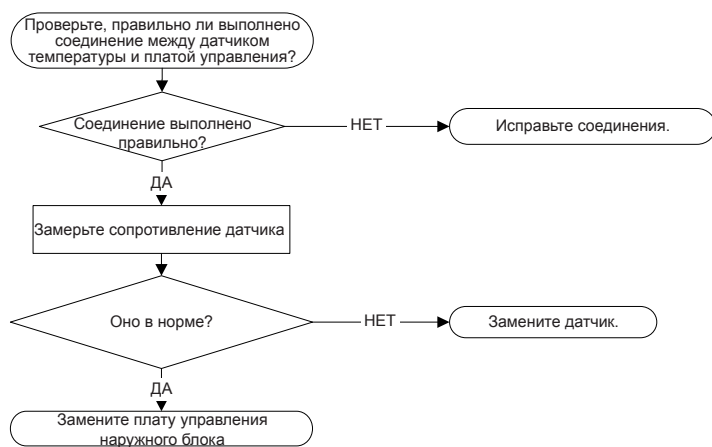 Проверьте, правильно ли выполнено
соединение между датчиком
температуры и платой управления?
Соединение выполнено
правильно?
НЕТ
Исправьте соединения.
ДА
Замерьте сопротивление датчика
Оно в норме?
НЕТ
Замените датчик.
ДА
Замените плату управления
наружного блока